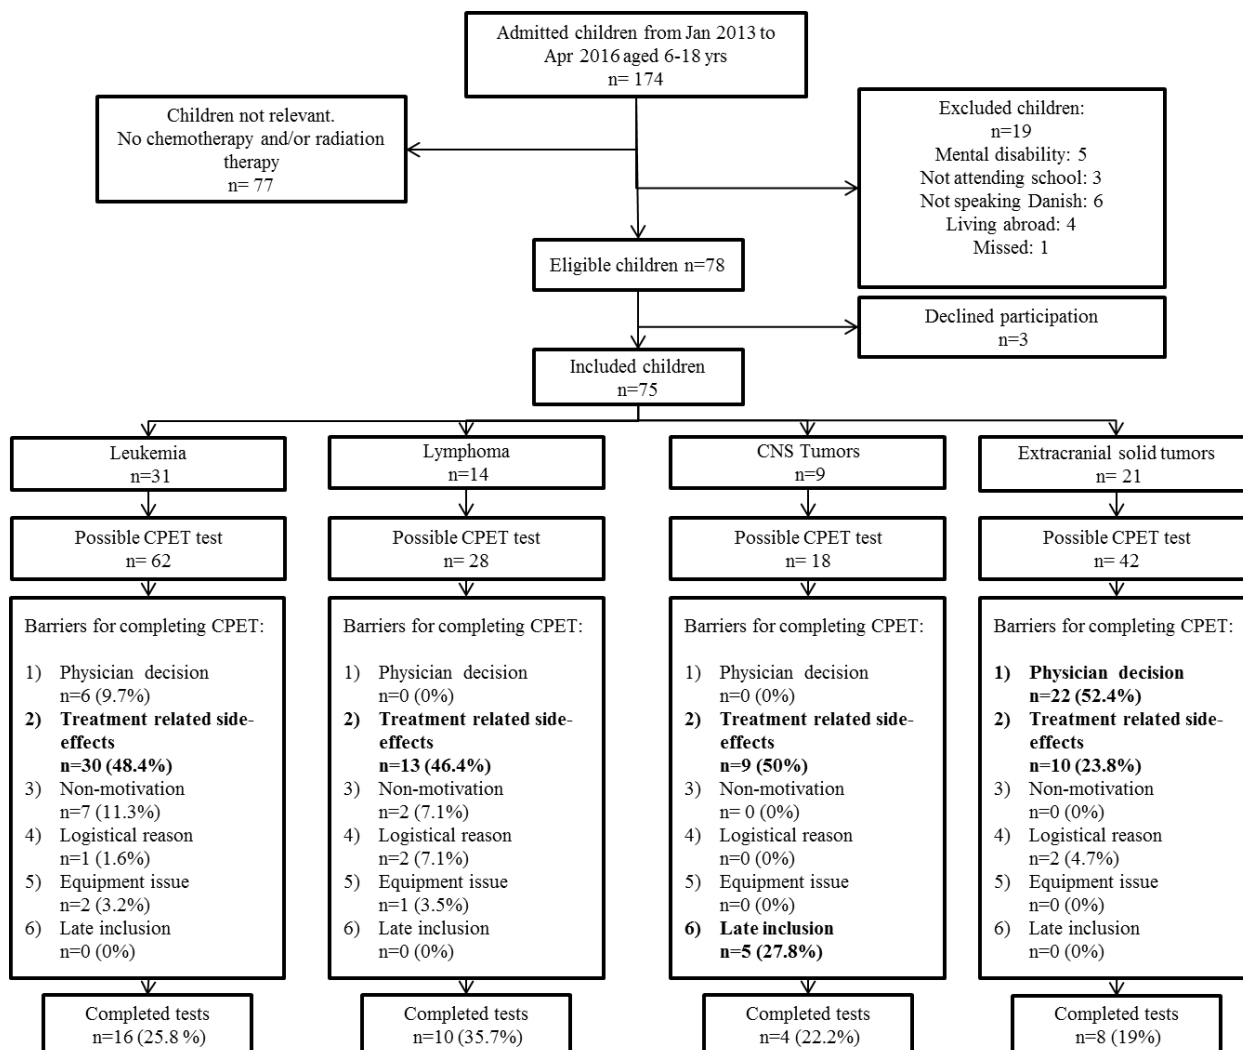 Admitted children from Jan 2013 to
Apr 2016 aged 6-18 yrs
n= 174
Children not relevant.
No chemotherapy and/or radiation
therapy
n= 77
Excluded children:
n=19
Mental disability: 5
Not attending school: 3
Not speaking Danish: 6
Living abroad: 4
Missed: 1
Eligible children n=78
Declined participation
n=3
Included children
n=75
Leukemia
n=31
Lymphoma
n=14
CNS Tumors
n=9
Extracranial solid tumors
n= 21
Possible CPET test
n= 62
Possible CPET test
n= 28
Possible CPET test
n= 18
Possible CPET test
n= 42
Barriers for completing CPET:
1) Physician decision
n=6 (9.7%)
2) Treatment related side-
effects
n=30 (48.4%)
3) Non-motivation
n=7 (11.3%)
4) Logistical reason
n=1 (1.6%)
5) Equipment issue
n=2 (3.2%)
6) Late inclusion
n=0 (0%)
Barriers for completing CPET:
1) Physician decision
n=0 (0%)
2) Treatment related side-
effects
n=13 (46.4%)
3) Non-motivation
n=2 (7.1%)
4) Logistical reason
n=2 (7.1%)
5) Equipment issue
n=1 (3.5%)
6) Late inclusion
n=0 (0%)
Barriers for completing CPET:
1) Physician decision
n=0 (0%)
2) Treatment related side-
effects
n=9 (50%)
3) Non-motivation
n= 0 (0%)
4) Logistical reason
n=0 (0%)
5) Equipment issue
n=0 (0%)
6) Late inclusion
n=5 (27.8%)
Barriers for completing CPET:
1) Physician decision
n=22 (52.4%)
2) Treatment related side-
effects
n=10 (23.8%)
3) Non-motivation
n=0 (0%)
4) Logistical reason
n=2 (4.7%)
5) Equipment issue
n=0 (0%)
6) Late inclusion
n=0 (0%)
Completed tests
n=16 (25.8 %)
Completed tests
n=10 (35.7%)
Completed tests
n=4 (22.2%)
Completed tests
n=8 (19%)